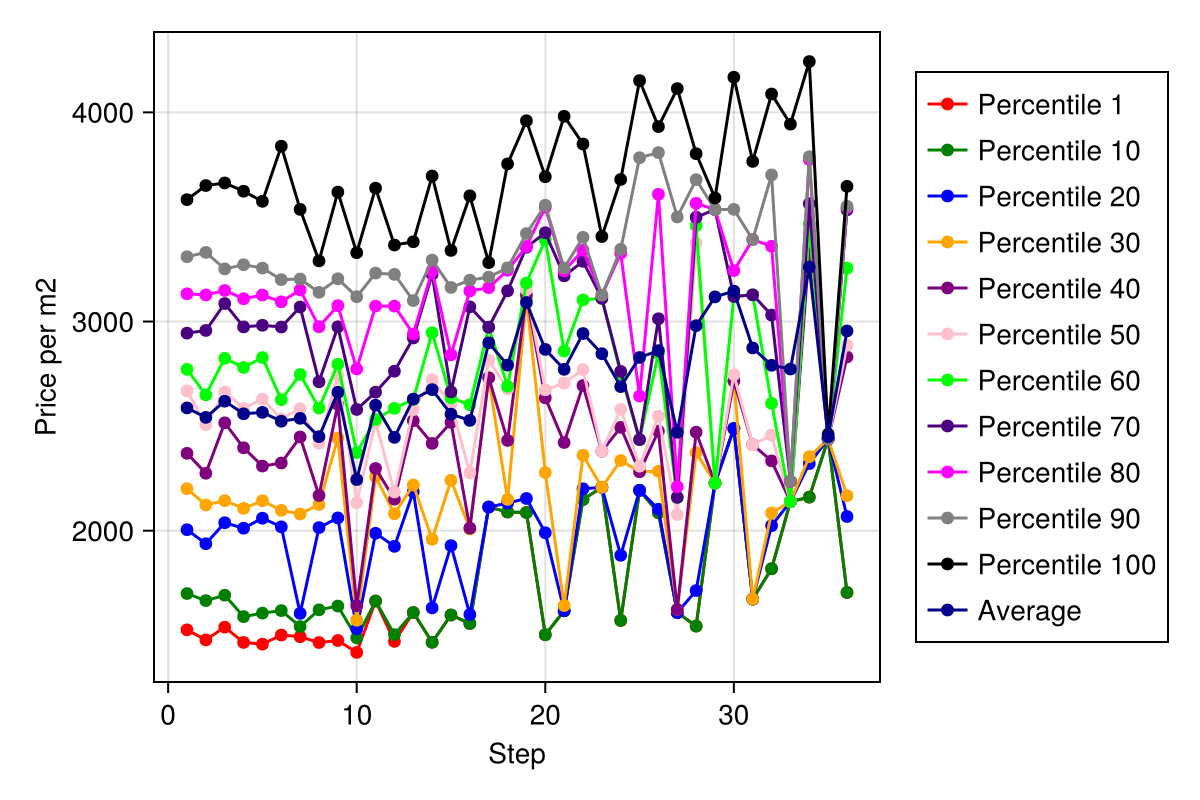 4000
3000
2000
Price per m2
0 10 20 30
Step
Percentile 1
Percentile 10
Percentile 20
Percentile 30
Percentile 40
Percentile 50
Percentile 60
Percentile 70
Percentile 80
Percentile 90
Percentile 100
Average